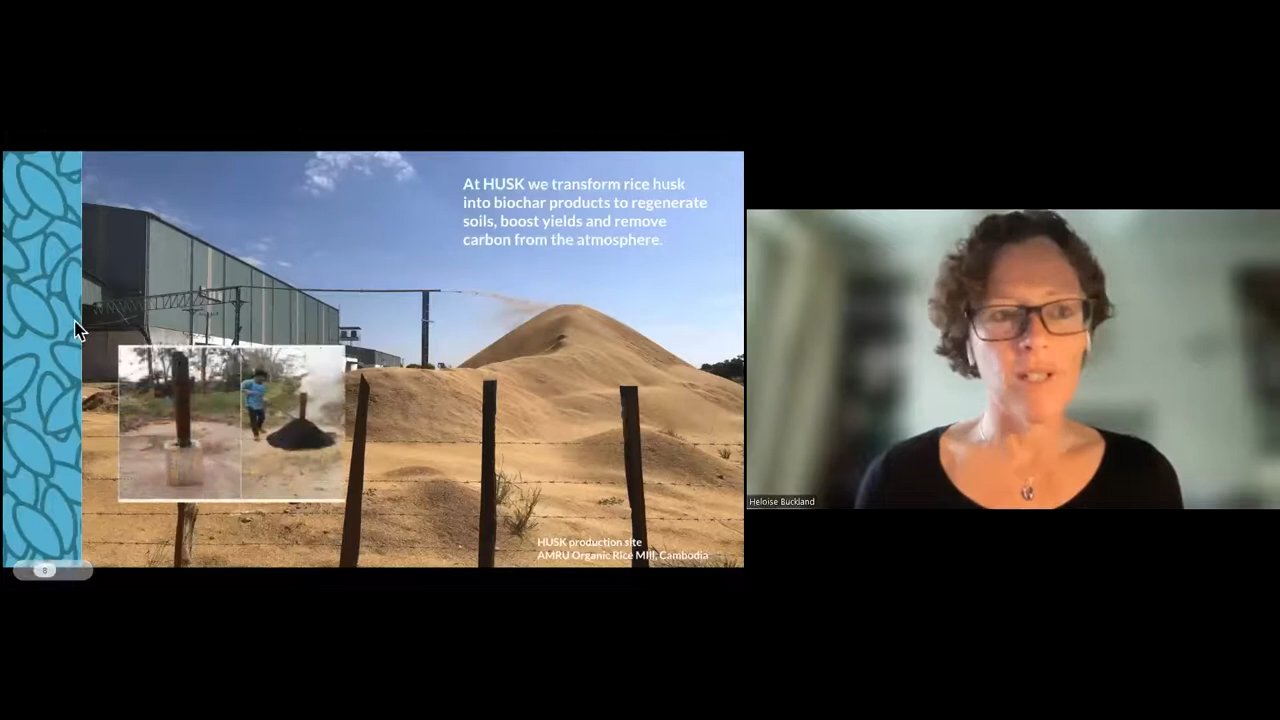 At HUSK we transform rice husk
into biochar products to regenerate
soils, boost yields and remove
carbon from the atmosphere.
HUSK production site
AMRU Organic Rice Mill, Cambodia
8
Heloise Buckland